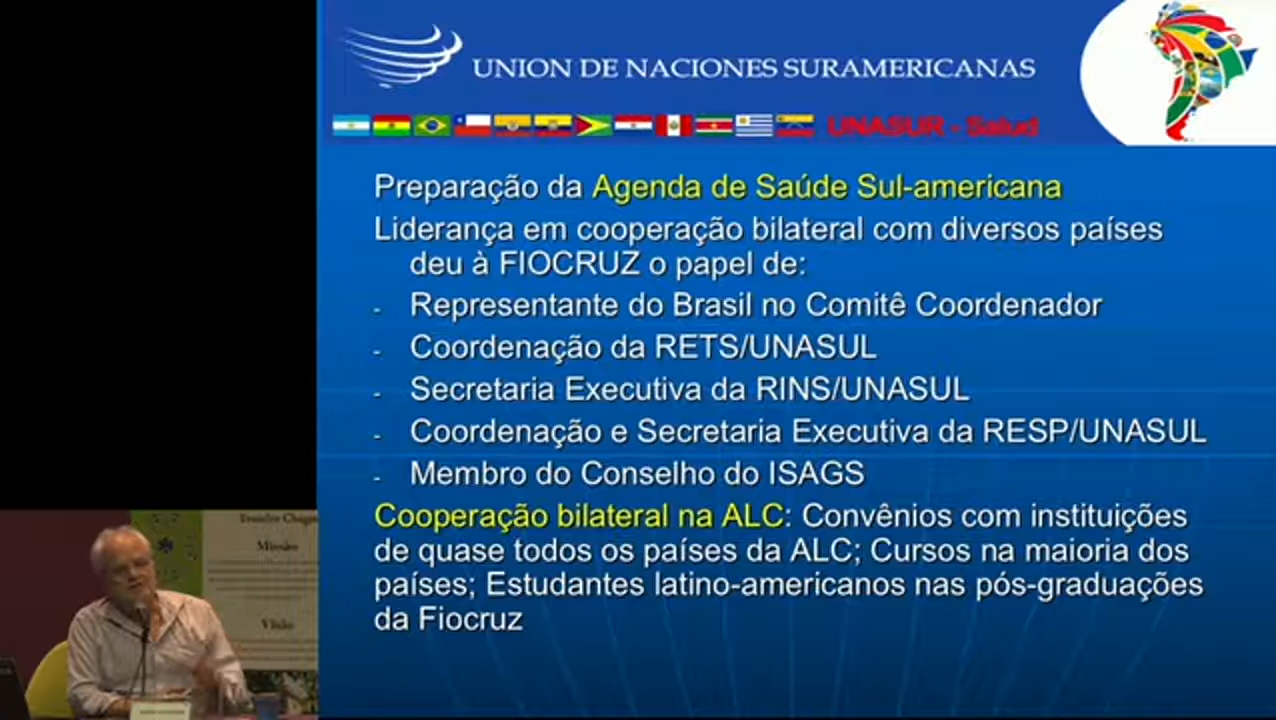 UNION DE NACIONES SURAMERICANAS
UNASUR - Salud
Preparação da Agenda de Saúde Sul-americana
Liderança em cooperação bilateral com diversos países
deu à FIOCRUZ o papel de:
- Representante do Brasil no Comitê Coordenador
- Coordenação da RETS/UNASUL
- Secretaria Executiva da RINS/UNASUL
- Coordenação e Secretaria Executiva da RESP/UNASUL
- Membro do Conselho do ISAGS
Cooperação bilateral na ALC: Convênios com instituições
de quase todos os países da ALC; Cursos na maioria dos
países; Estudantes latino-americanos nas pós-graduações
da Fiocruz
Evandro Chagas
Missão
Visão